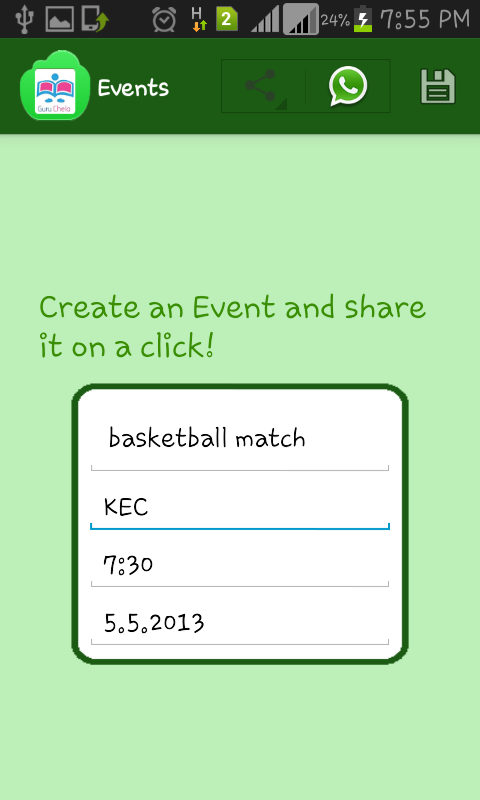 H 2 24% 7:55 PM
Guru Chela
Events
Create an Event and share
it on a click!
basketball match
KEC
7:30
5.5.2013